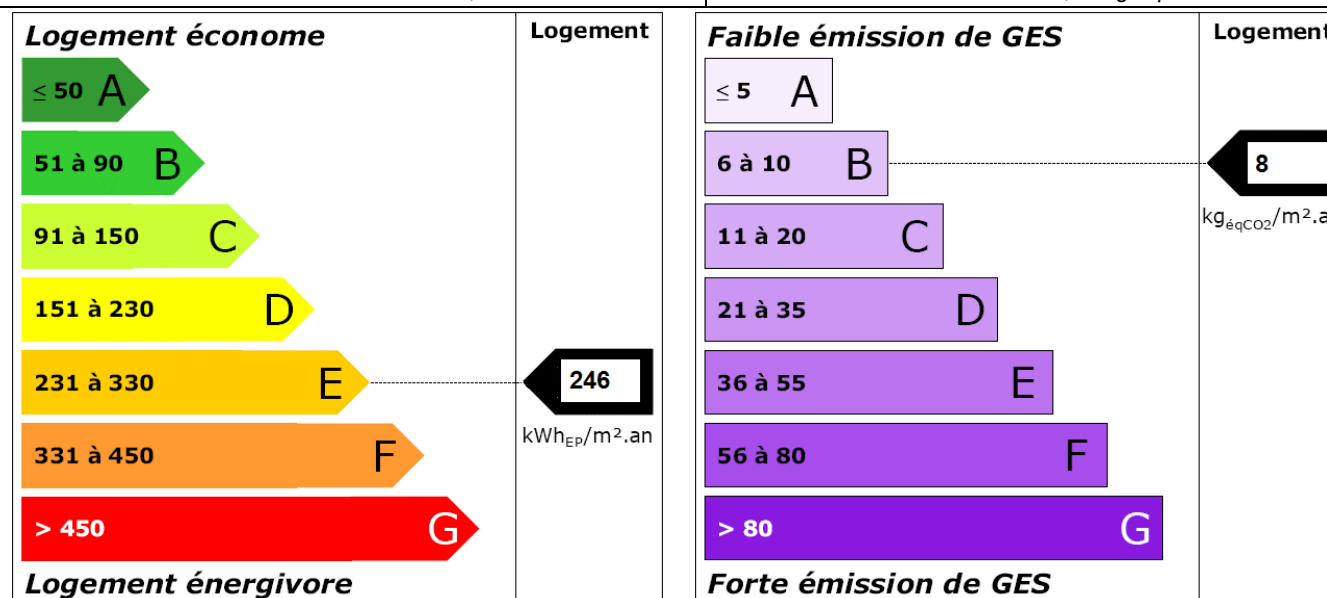 Logement économe
Logement
≤ 50 A
51 à 90 B
91 à 150 C
151 à 230 D
231 à 330 E
246
kWhEP/m².an
331 à 450 F
> 450 G
Logement énergivore
Faible émission de GES
Logement
≤ 5 A
6 à 10 B
8
kgéqCO2/m².a
11 à 20 C
21 à 35 D
36 à 55 E
56 à 80 F
> 80 G
Forte émission de GES